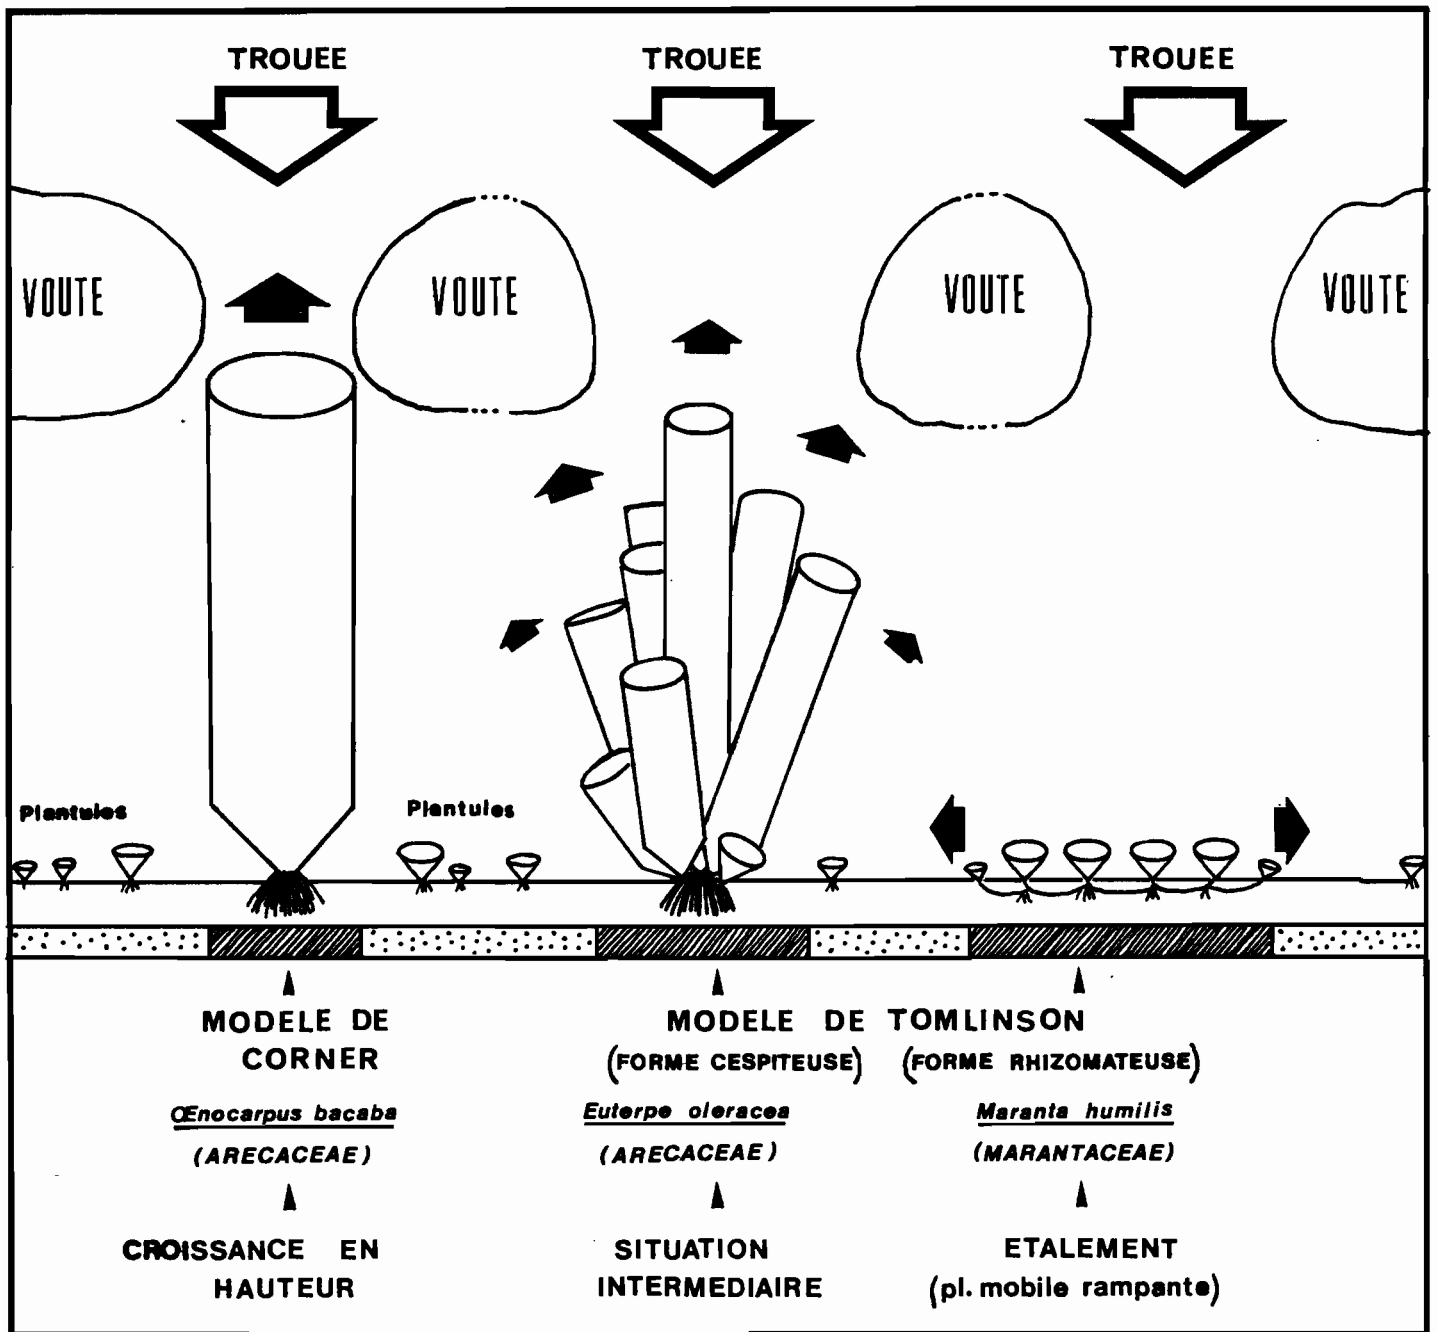 TROUEE
TROUEE
TROUEE
VOUTE
VOUTE
VOUTE
VOUTE
Plantules
Plantules
MODELE DE
CORNER
MODELE DE TOMLINSON
(FORME CESPITEUSE) (FORME RHIZOMATEUSE)
Œnocarpus bacaba
(ARECACEAE)
Euterpe oleracea
(ARECACEAE)
Maranta humilis
(MARANTACEAE)
CROISSANCE EN
HAUTEUR
SITUATION
INTERMEDIAIRE
ETALEMENT
(pl. mobile rampante)